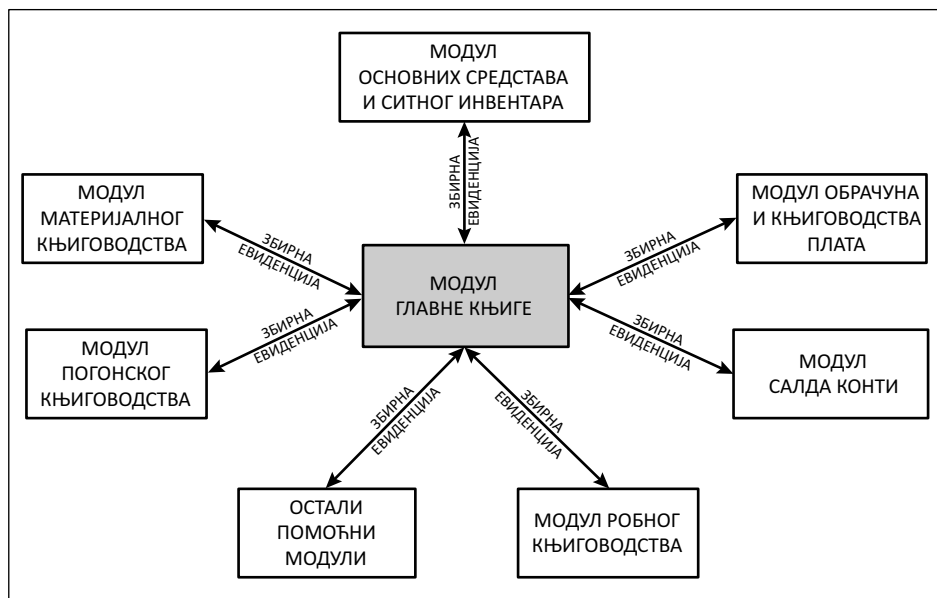 МОДУЛ
ОСНОВНИХ СРЕДСТАВА
И СИТНОГ ИНВЕНТАРА
ЗБИРНА
ЕВИДЕНЦИЈА
МОДУЛ
МАТЕРИЈАЛНОГ
КЊИГОВОДСТВА
ЗБИРНА
ЕВИДЕНЦИЈА
МОДУЛ ОБРАЧУНА
И КЊИГОВОДСТВА
ПЛАТА
ЗБИРНА
ЕВИДЕНЦИЈА
МОДУЛ
ГЛАВНЕ КЊИГЕ
МОДУЛ
ПОГОНСКОГ
КЊИГОВОДСТВА
ЗБИРНА
ЕВИДЕНЦИЈА
МОДУЛ
САЛДА КОНТИ
ЗБИРНА
ЕВИДЕНЦИЈА
ОСТАЛИ
ПОМОЋНИ
МОДУЛИ
ЗБИРНА
ЕВИДЕНЦИЈА
МОДУЛ РОБНОГ
КЊИГОВОДСТВА
ЗБИРНА
ЕВИДЕНЦИЈА